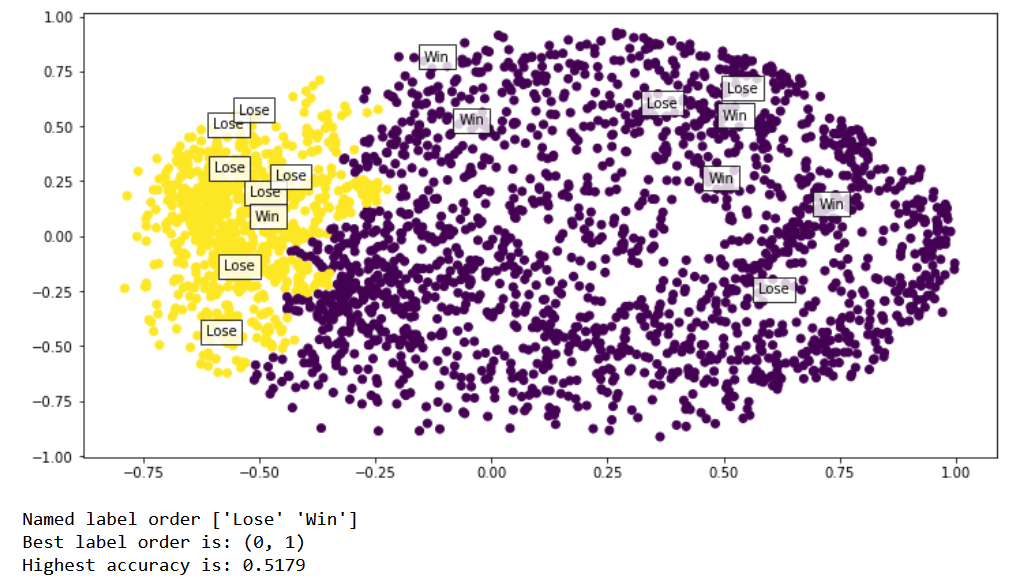 1.00
0.75
0.50
0.25
0.00
−0.25
−0.50
−0.75
−1.00
Win
Lose
Lose
Lose
Lose
Win
Win
Lose
Lose
Lose
Win
Lose
Win
Win
Lose
Lose
Lose
−0.75 −0.50 −0.25 0.00 0.25 0.50 0.75 1.00
Named label order ['Lose' 'Win']
Best label order is: (0, 1)
Highest accuracy is: 0.5179